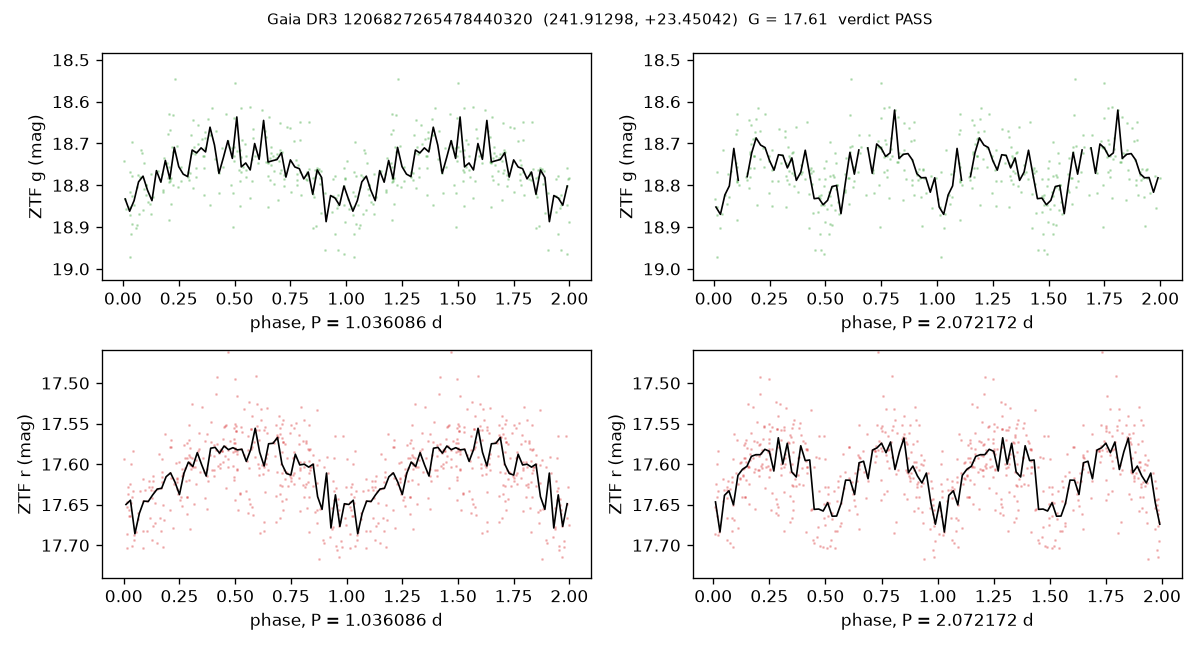 Gaia DR3 1206827265478440320  (241.91298, +23.45042)  G = 17.61  verdict PASS
18.5
18.6
18.7
18.8
18.9
19.0
ZTF g (mag)
0.00 0.25 0.50 0.75 1.00 1.25 1.50 1.75 2.00
phase, P = 1.036086 d
18.5
18.6
18.7
18.8
18.9
19.0
ZTF g (mag)
0.00 0.25 0.50 0.75 1.00 1.25 1.50 1.75 2.00
phase, P = 2.072172 d
17.50
17.55
17.60
17.65
17.70
ZTF r (mag)
0.00 0.25 0.50 0.75 1.00 1.25 1.50 1.75 2.00
phase, P = 1.036086 d
17.50
17.55
17.60
17.65
17.70
ZTF r (mag)
0.00 0.25 0.50 0.75 1.00 1.25 1.50 1.75 2.00
phase, P = 2.072172 d